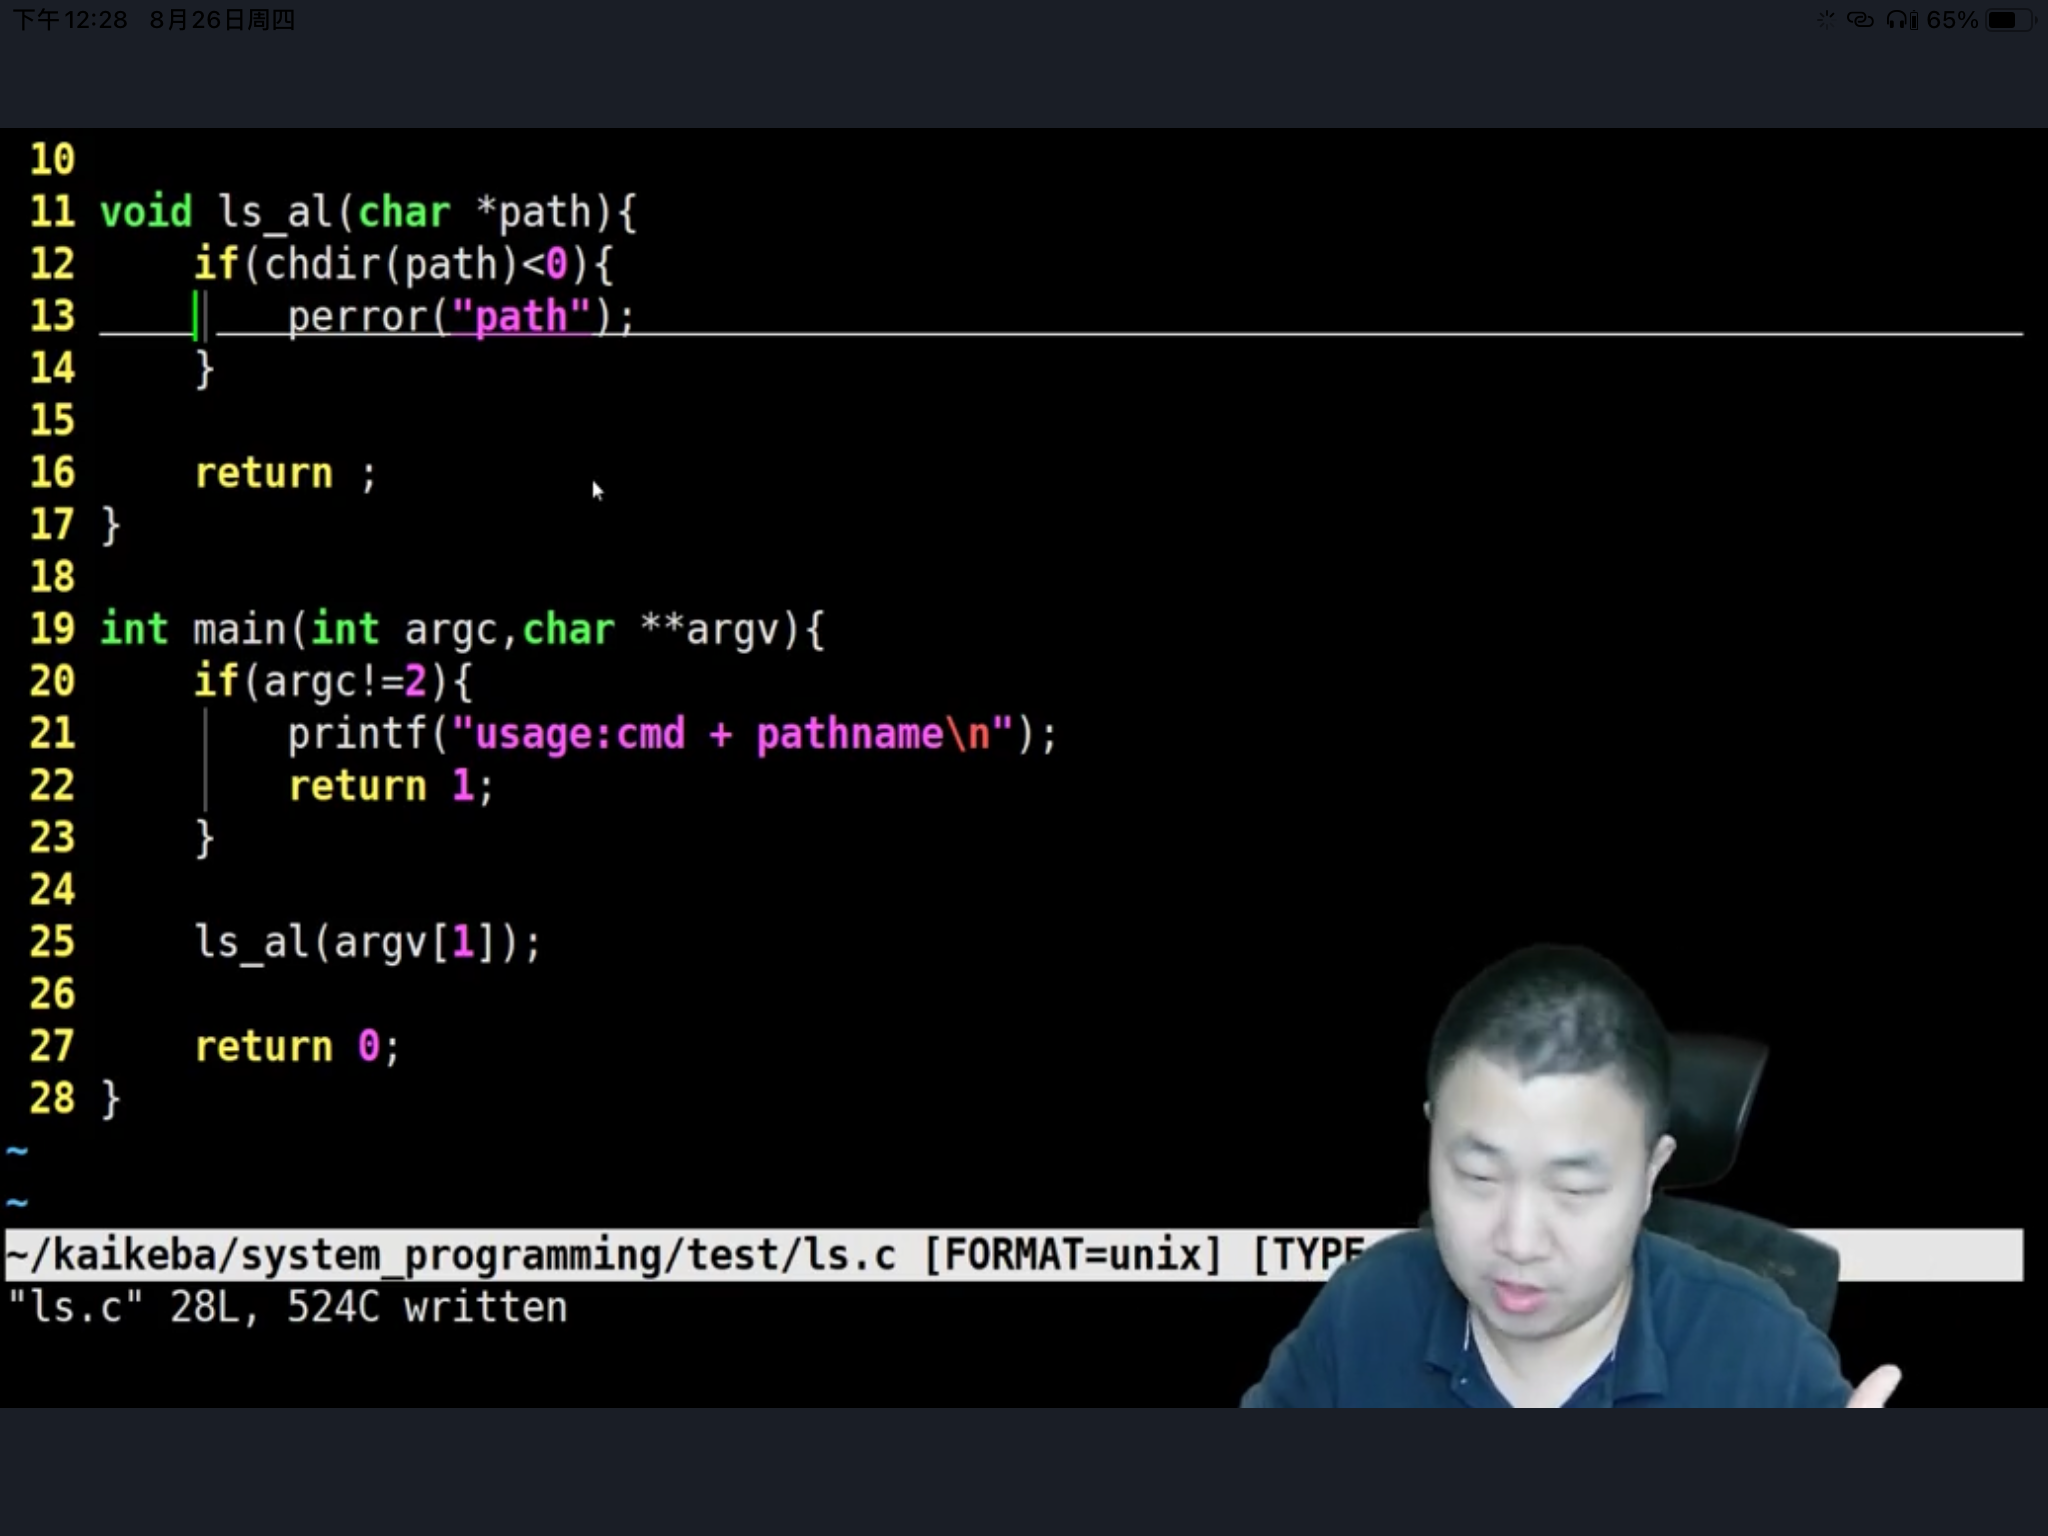 下午12:28 8月26日周四 65%
10
11 void ls_al(char *path){
12     if(chdir(path)<0){
13         perror("path");
14     }
15
16     return ;
17 }
18
19 int main(int argc,char **argv){
20     if(argc!=2){
21         printf("usage:cmd + pathname\n");
22         return 1;
23     }
24
25     ls_al(argv[1]);
26
27     return 0;
28 }
~
~
~/kaikeba/system_programming/test/ls.c [FORMAT=unix] [TYPE
"ls.c" 28L, 524C written